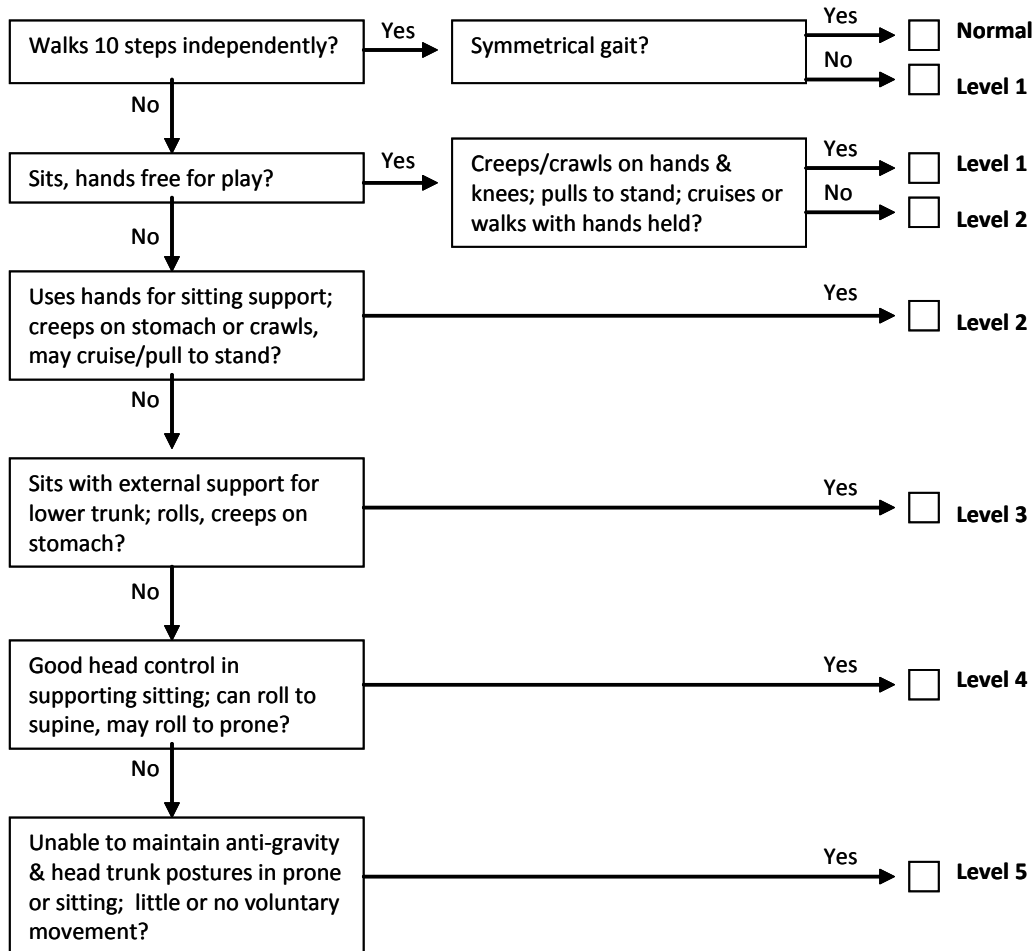 Walks 10 steps independently?
Yes
Symmetrical gait?
Yes
Normal
No
Level 1
No
Sits, hands free for play?
Yes
Creeps/crawls on hands &
knees; pulls to stand; cruises or
walks with hands held?
Yes
Level 1
No
Level 2
No
Uses hands for sitting support;
creeps on stomach or crawls,
may cruise/pull to stand?
Yes
Level 2
No
Sits with external support for
lower trunk; rolls, creeps on
stomach?
Yes
Level 3
No
Good head control in
supporting sitting; can roll to
supine, may roll to prone?
Yes
Level 4
No
Unable to maintain anti-gravity
& head trunk postures in prone
or sitting; little or no voluntary
movement?
Yes
Level 5